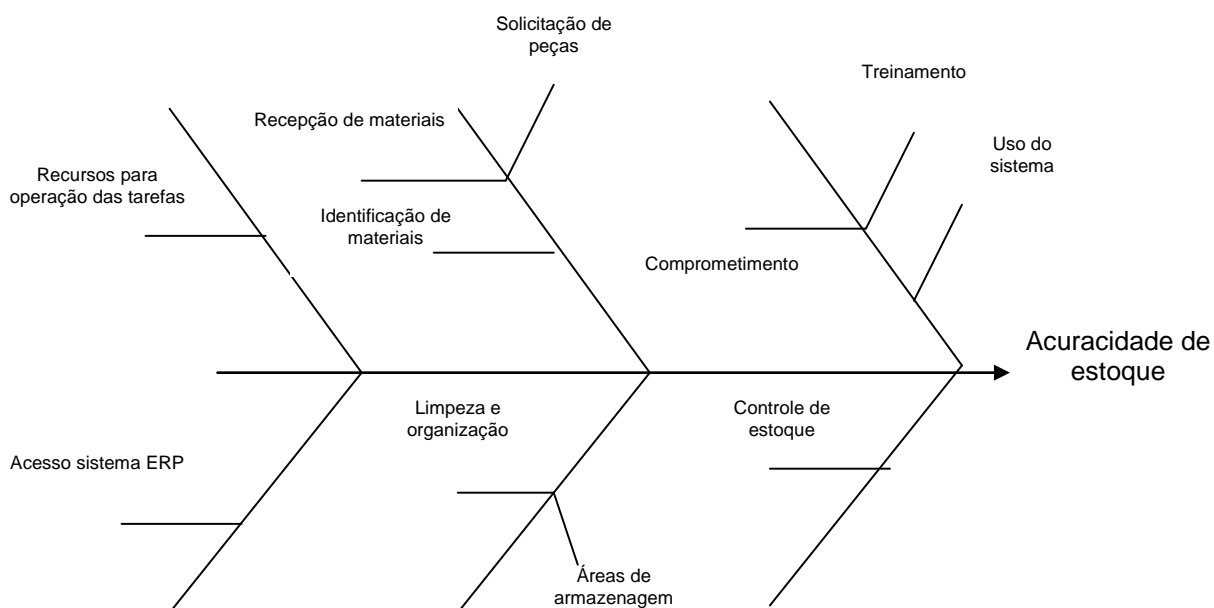 Solicitação de
peças
Treinamento
Recepção de materiais
Uso do
sistema
Recursos para
operação das tarefas
Identificação de
materiais
Comprometimento
Acuracidade de
estoque
Limpeza e
organização
Controle de
estoque
Acesso sistema ERP
Áreas de
armazenagem